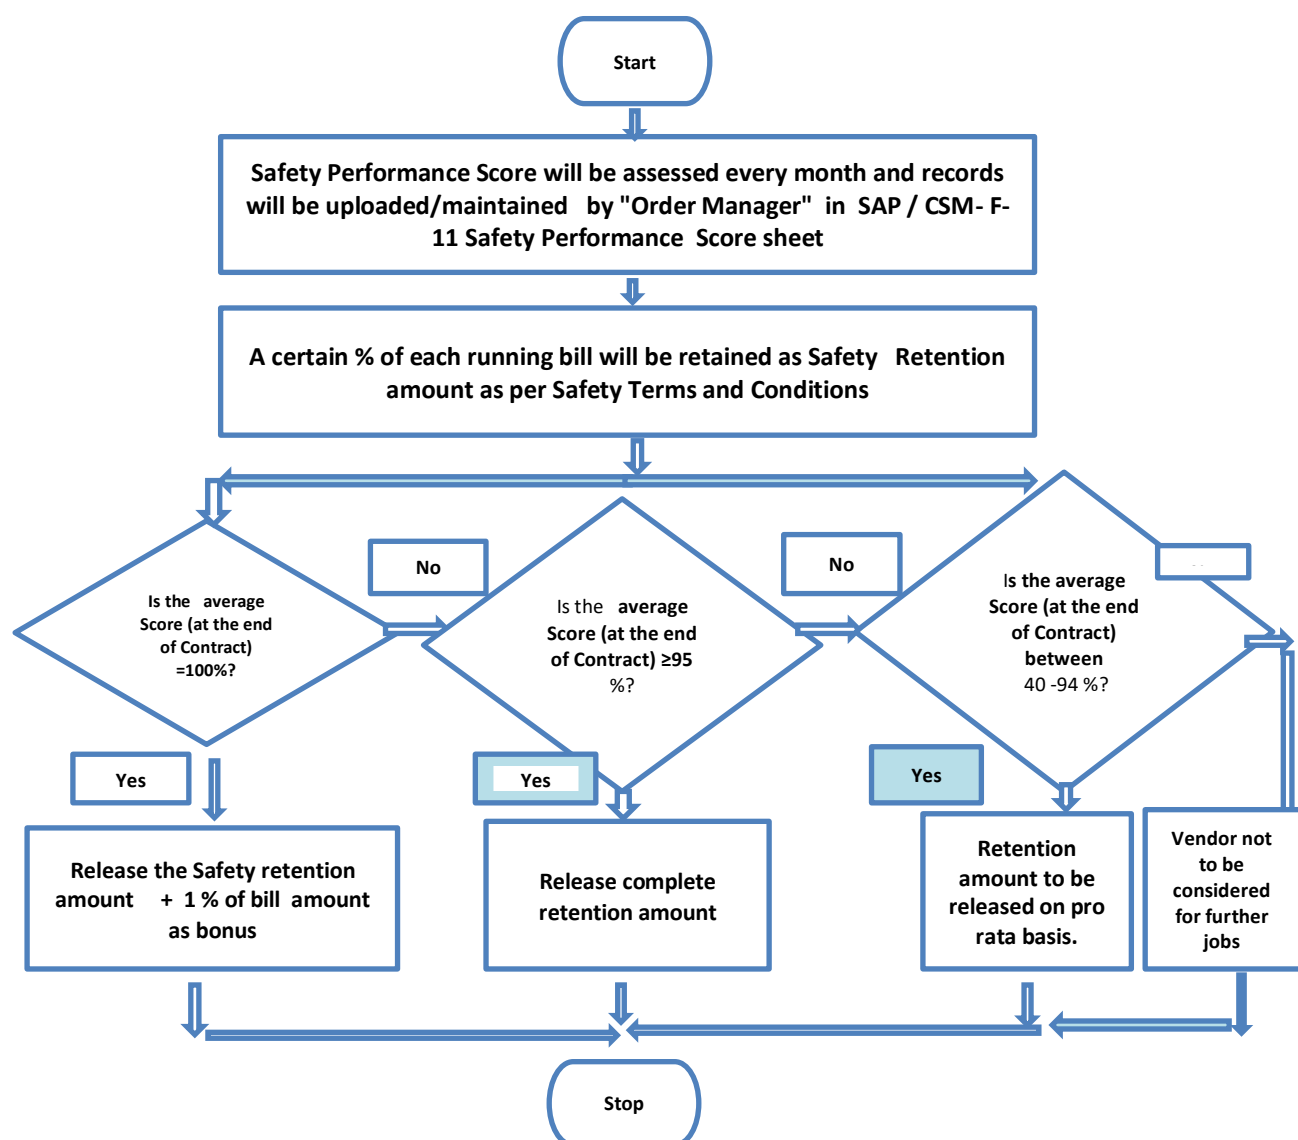 Start
Safety Performance Score will be assessed every month and records
will be uploaded/maintained by "Order Manager" in SAP / CSM- F-
11 Safety Performance Score sheet
A certain % of each running bill will be retained as Safety Retention
amount as per Safety Terms and Conditions
Is the average
Score (at the end
of Contract)
=100%?
No
Is the average
Score (at the end
of Contract) ≥95
%?
No
Is the average
Score (at the end
of Contract)
between
40 -94 %?
Yes
Yes
Yes
Release the Safety retention
amount + 1 % of bill amount
as bonus
Release complete
retention amount
Retention
amount to be
released on pro
rata basis.
Vendor not
to be
considered
for further
jobs
Stop